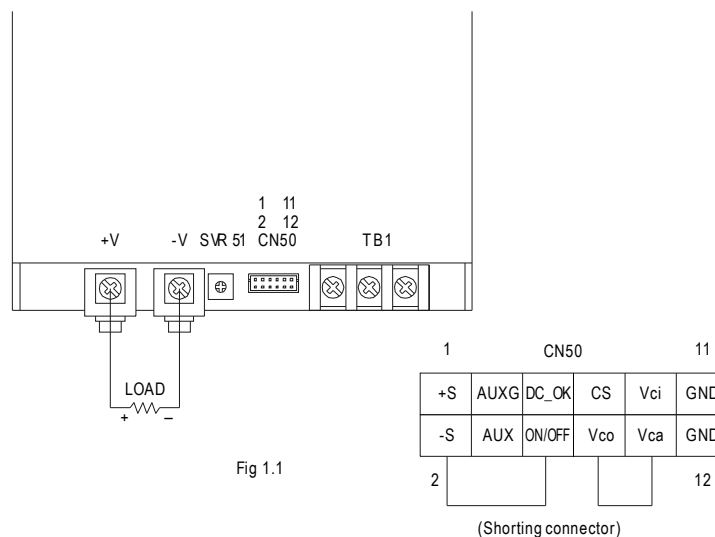 1 11
2 12
+V -V SVR 51 CN50 TB1
LOAD
+ –
Fig 1.1
1 CN50 11
+S AUXG DC_OK CS Vci GND
-S AUX ON/OFF Vco Vca GND
2 12
(Shorting connector)